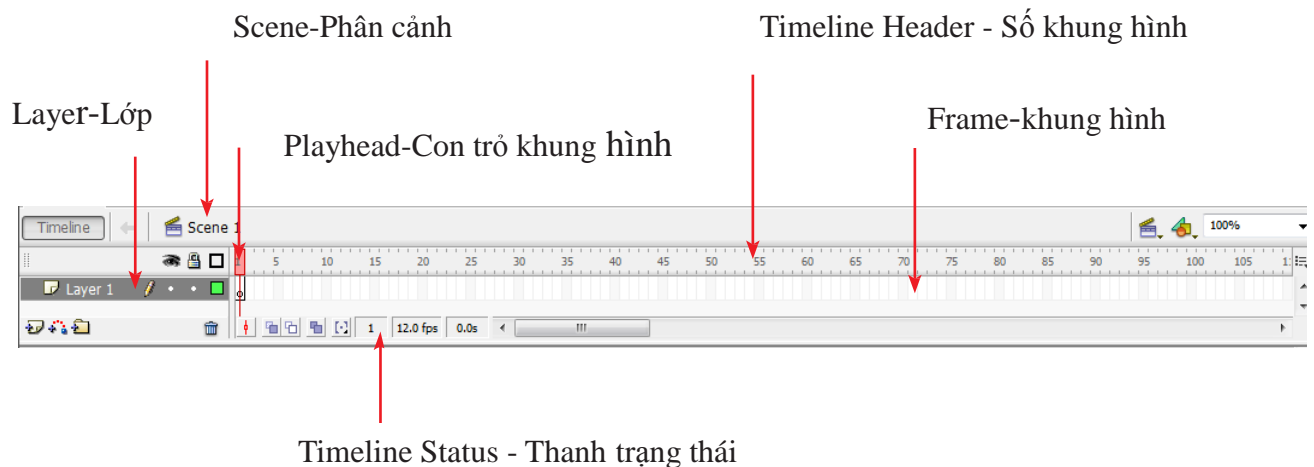 Scene-Phân cảnh
Timeline Header - Số khung hình
Layer-Lớp
Frame-khung hình
Playhead-Con trỏ khung hình
Timeline
Scene 1
100%
5 10 15 20 25 30 35 40 45 50 55 60 65 70 75 80 85 90 95 100 105
Layer 1
1 12.0 fps 0.0s
Timeline Status - Thanh trạng thái